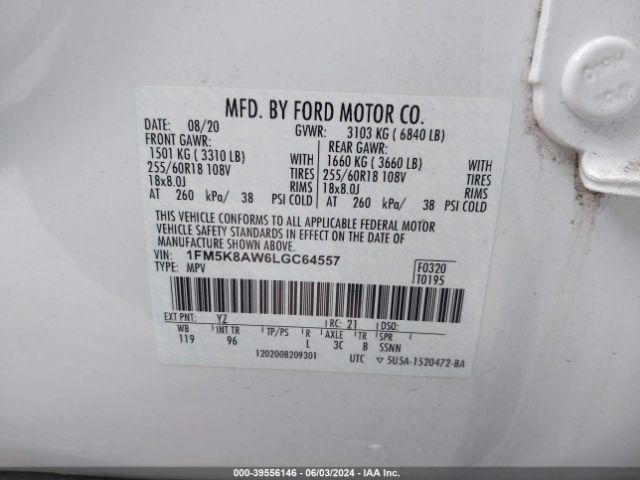 MFD. BY FORD MOTOR CO.
DATE: 08/20 GVWR: 3103 KG ( 6840 LB)
FRONT GAWR: REAR GAWR:
1501 KG ( 3310 LB) WITH 1660 KG ( 3660 LB) WITH
255/60R18 108V TIRES 255/60R18 108V TIRES
18x8.0J RIMS 18x8.0J RIMS
AT 260 kPa/ 38 PSI COLD AT 260 kPa/ 38 PSI COLD
THIS VEHICLE CONFORMS TO ALL APPLICABLE FEDERAL MOTOR
VEHICLE SAFETY STANDARDS IN EFFECT ON THE DATE OF
MANUFACTURE SHOWN ABOVE.
VIN: 1FM5K8AW6LGC64557 F0320
TYPE: MPV T0195
EXT PNT: YZ RC: 21 DSO:
WB INT TR TP/PS R AXLE TR SPR
119 96 L 3C B SSNN
1202008209301 UTC 5U5A-1520472-BA
000-39556146 - 06/03/2024 - IAA Inc.